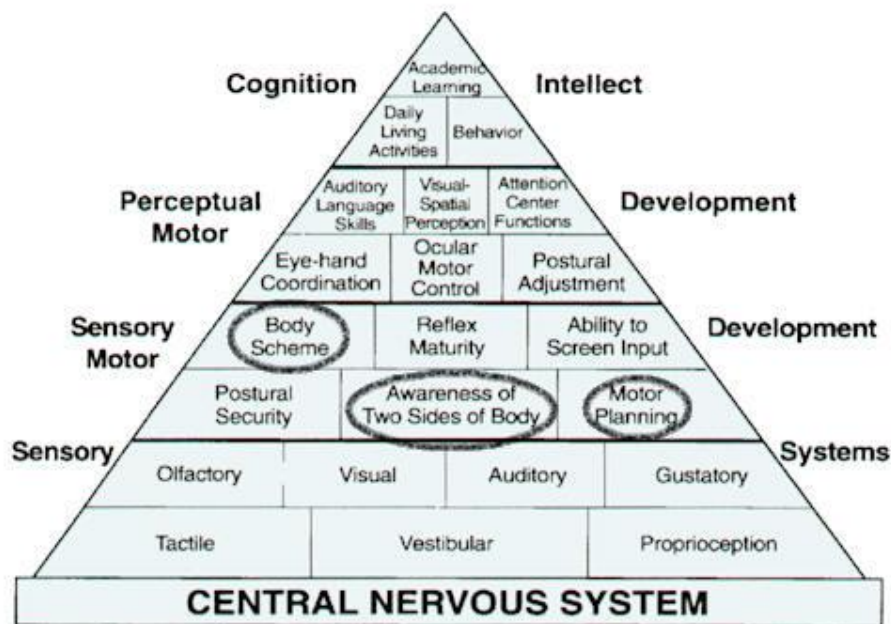 Academic
Learning
Cognition
Intellect
Daily
Living
Activities
Behavior
Auditory
Language
Skills
Visual-
Spatial
Perception
Attention
Center
Functions
Perceptual
Motor
Development
Eye-hand
Coordination
Ocular
Motor
Control
Postural
Adjustment
Sensory
Motor
Body
Scheme
Reflex
Maturity
Ability to
Screen Input
Development
Postural
Security
Awareness of
Two Sides of Body
Motor
Planning
Sensory
Systems
Olfactory
Visual
Auditory
Gustatory
Tactile
Vestibular
Proprioception
CENTRAL NERVOUS SYSTEM